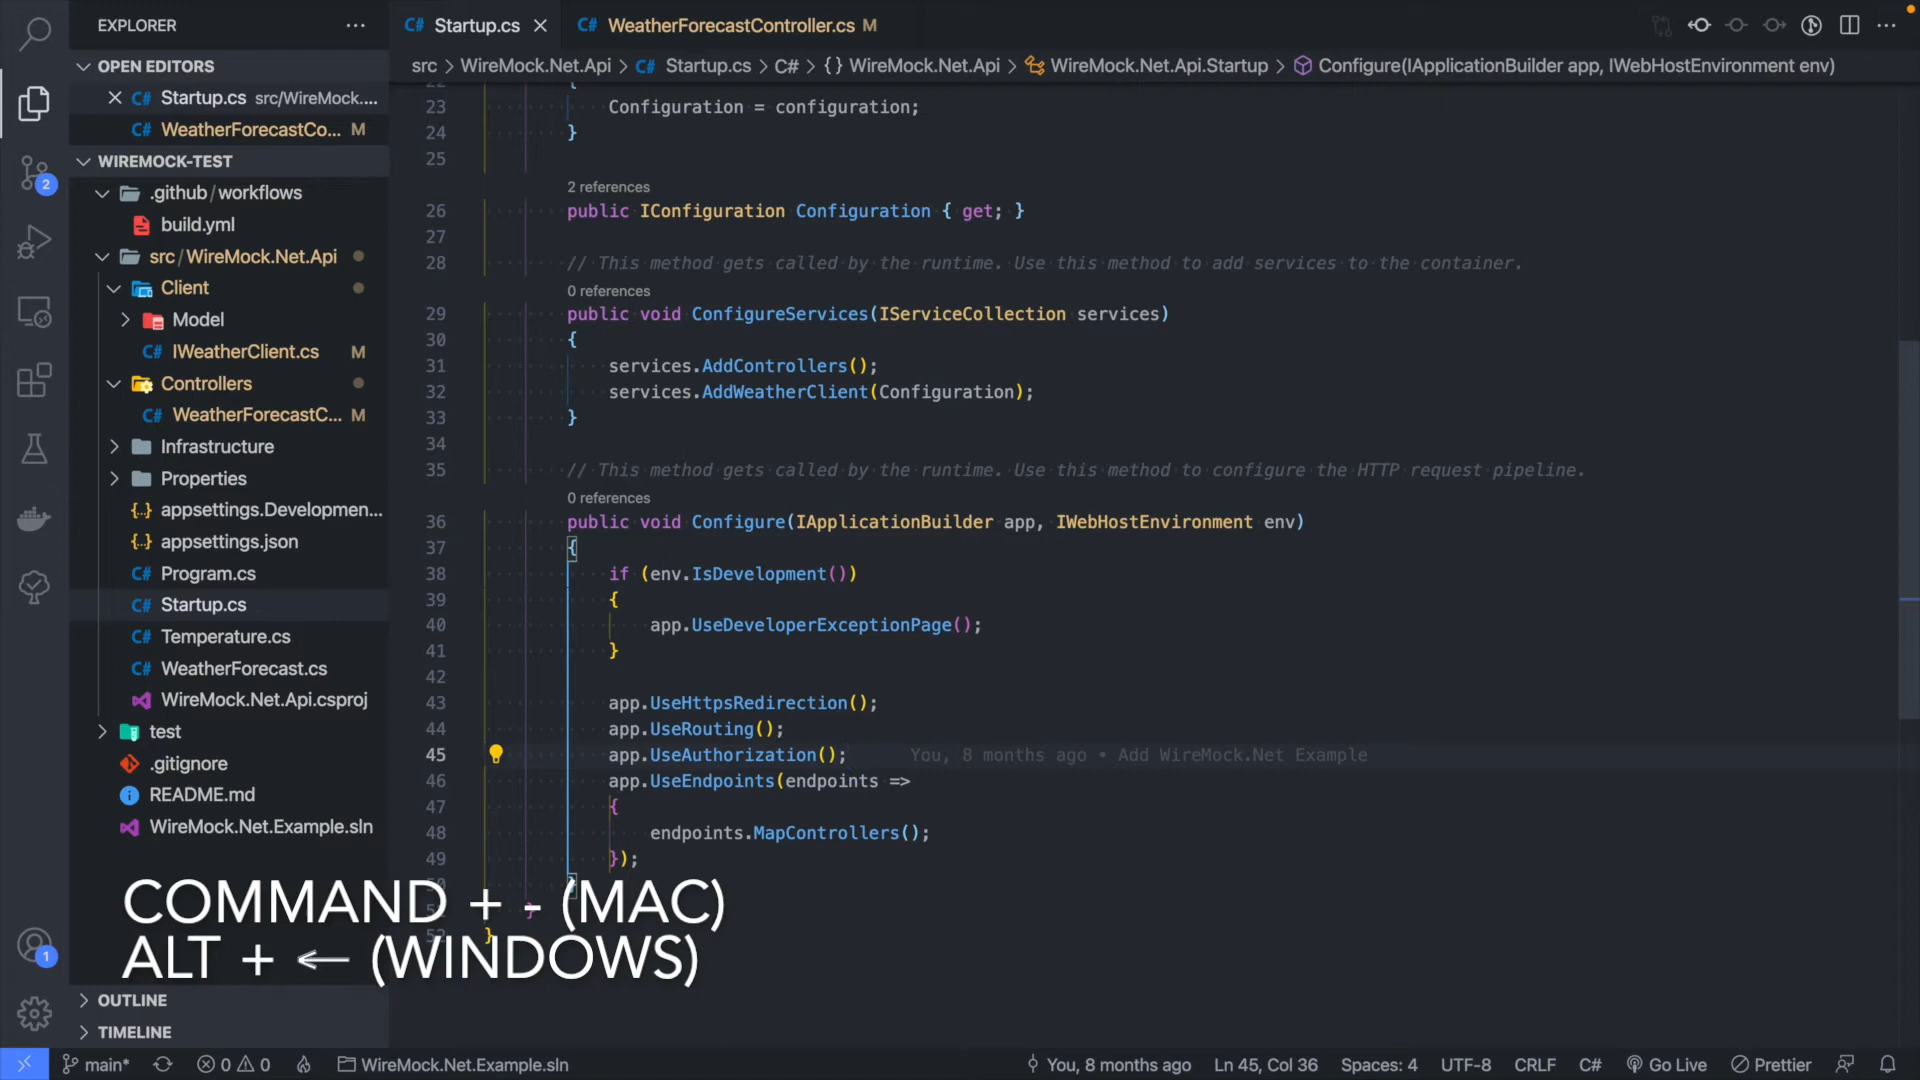 EXPLORER
Startup.cs
WeatherForecastController.cs M
src > WireMock.Net.Api > C# Startup.cs > C# > {} WireMock.Net.Api > WireMock.Net.Api.Startup > Configure(IApplicationBuilder app, IWebHostEnvironment env)
OPEN EDITORS
C# Startup.cs src/WireMock....
C# WeatherForecastCo... M
WIREMOCK-TEST
.github/workflows
build.yml
src/WireMock.Net.Api
Client
Model
C# IWeatherClient.cs M
Controllers
C# WeatherForecastC... M
Infrastructure
Properties
{..} appsettings.Developmen...
{..} appsettings.json
C# Program.cs
C# Startup.cs
C# Temperature.cs
C# WeatherForecast.cs
WireMock.Net.Api.csproj
test
.gitignore
README.md
WireMock.Net.Example.sln
OUTLINE
TIMELINE
2
1
22 {
23 Configuration = configuration;
24 }
25
2 references
26 public IConfiguration Configuration { get; }
27
28 // This method gets called by the runtime. Use this method to add services to the container.
0 references
29 public void ConfigureServices(IServiceCollection services)
30 {
31 services.AddControllers();
32 services.AddWeatherClient(Configuration);
33 }
34
35 // This method gets called by the runtime. Use this method to configure the HTTP request pipeline.
0 references
36 public void Configure(IApplicationBuilder app, IWebHostEnvironment env)
37 {
38 if (env.IsDevelopment())
39 {
40 app.UseDeveloperExceptionPage();
41 }
42
43 app.UseHttpsRedirection();
44 app.UseRouting();
45 app.UseAuthorization(); You, 8 months ago • Add WireMock.Net Example
46 app.UseEndpoints(endpoints =>
47 {
48 endpoints.MapControllers();
49 });
50 }
51 }
52 }
COMMAND + - (MAC)
ALT + ← (WINDOWS)
main* 0 0 WireMock.Net.Example.sln You, 8 months ago Ln 45, Col 36 Spaces: 4 UTF-8 CRLF C# Go Live Prettier